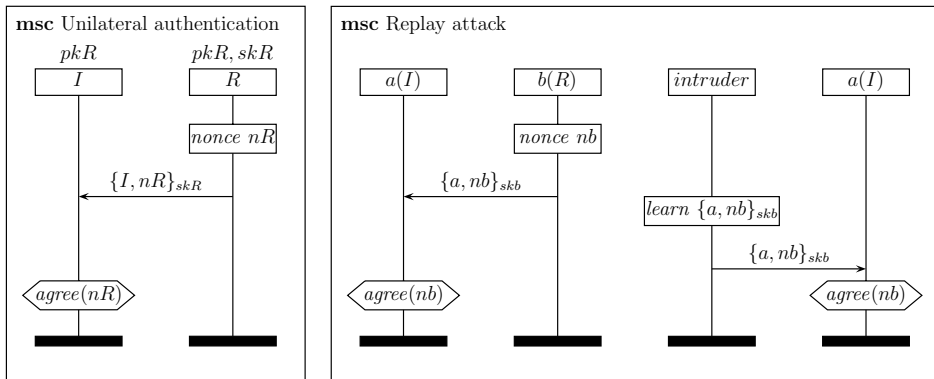 msc Unilateral authentication
pkR
pkR, skR
I
R
nonce nR
{I, nR}skR
agree(nR)
msc Replay attack
a(I)
b(R)
intruder
a(I)
nonce nb
{a, nb}skb
learn {a, nb}skb
{a, nb}skb
agree(nb)
agree(nb)